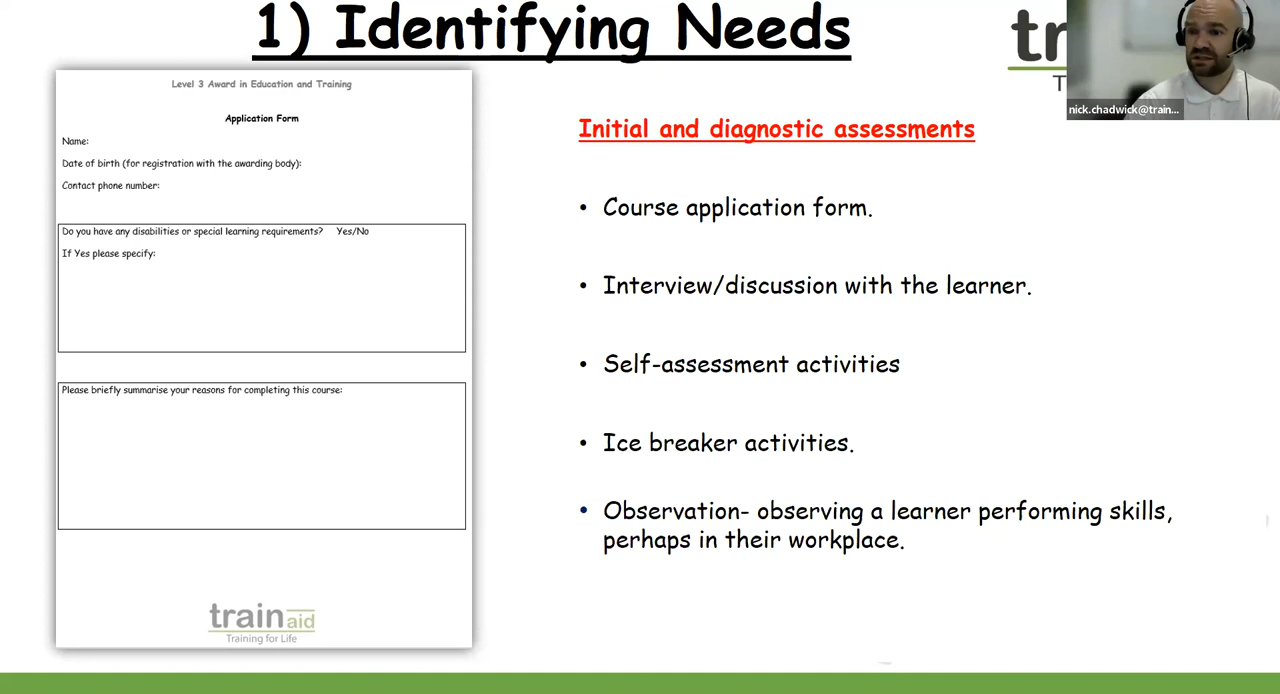 1) Identifying Needs
Level 3 Award in Education and Training
Application Form
Name:
Date of birth (for registration with the awarding body):
Contact phone number:
Do you have any disabilities or special learning requirements? Yes/No
If Yes please specify:
Please briefly summarise your reasons for completing this course:
trainaid
Training for Life
Initial and diagnostic assessments
• Course application form.
• Interview/discussion with the learner.
• Self-assessment activities
• Ice breaker activities.
• Observation- observing a learner performing skills,
perhaps in their workplace.
tr
T
nick.chadwick@train...